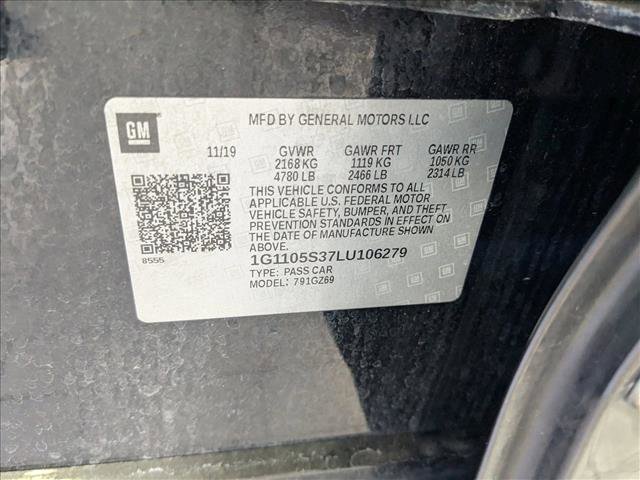 GM
MFD BY GENERAL MOTORS LLC
11/19 GVWR GAWR FRT GAWR RR
2168 KG 1119 KG 1050 KG
4780 LB 2466 LB 2314 LB
THIS VEHICLE CONFORMS TO ALL
APPLICABLE U.S. FEDERAL MOTOR
VEHICLE SAFETY, BUMPER, AND THEFT
PREVENTION STANDARDS IN EFFECT ON
THE DATE OF MANUFACTURE SHOWN
ABOVE.
8555
1G1105S37LU106279
TYPE: PASS CAR
MODEL: 791GZ69